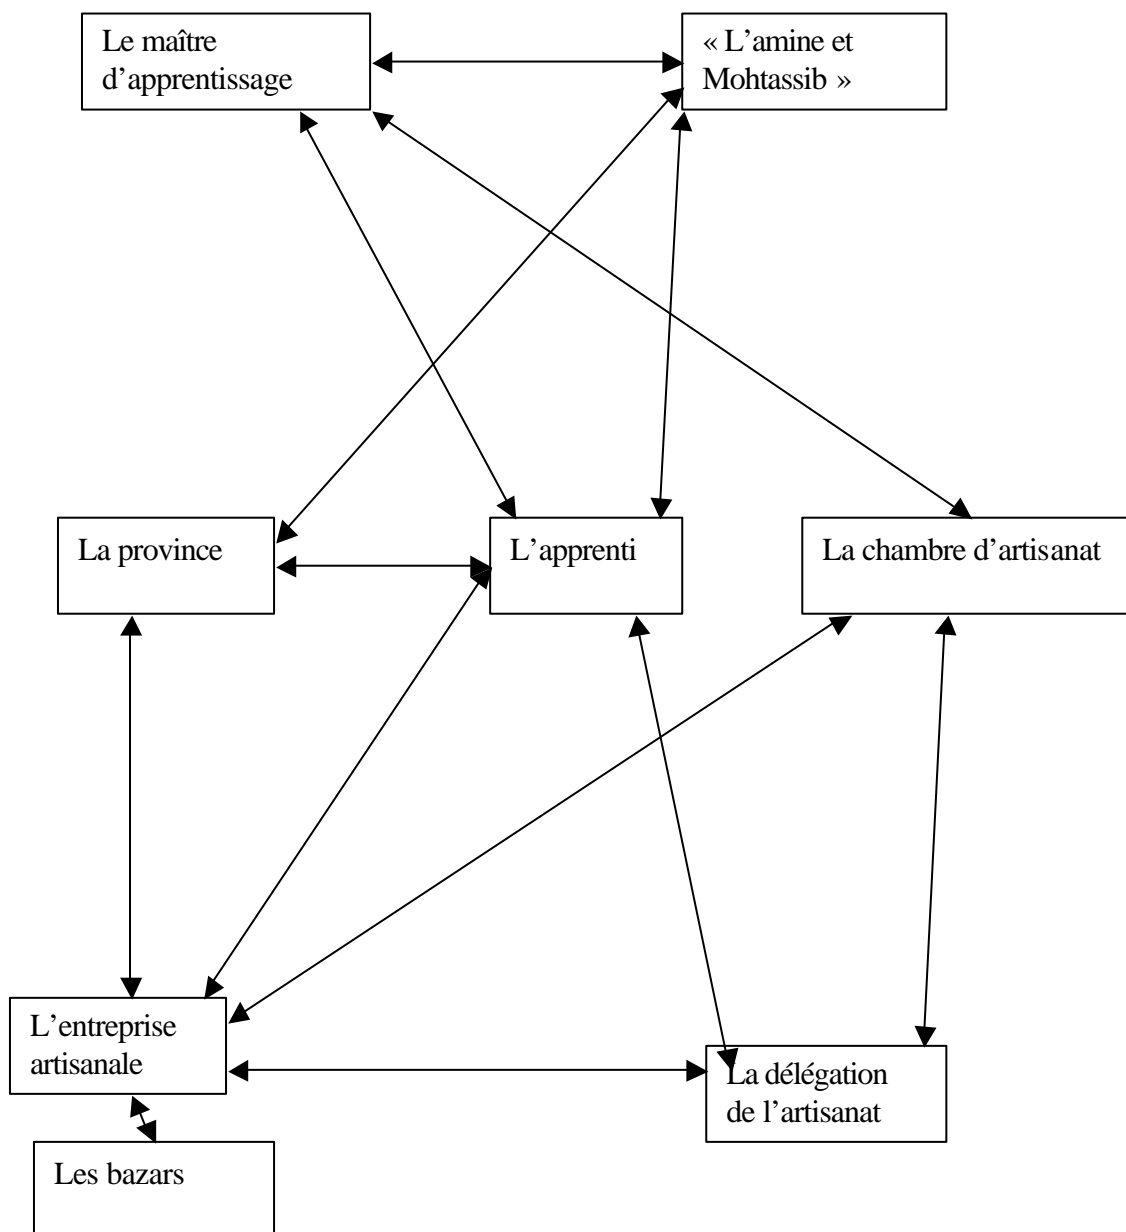 Le maître
d’apprentissage
« L’amine et
Mohtassib »
La province
L’apprenti
La chambre d’artisanat
L’entreprise
artisanale
La délégation
de l’artisanat
Les bazars